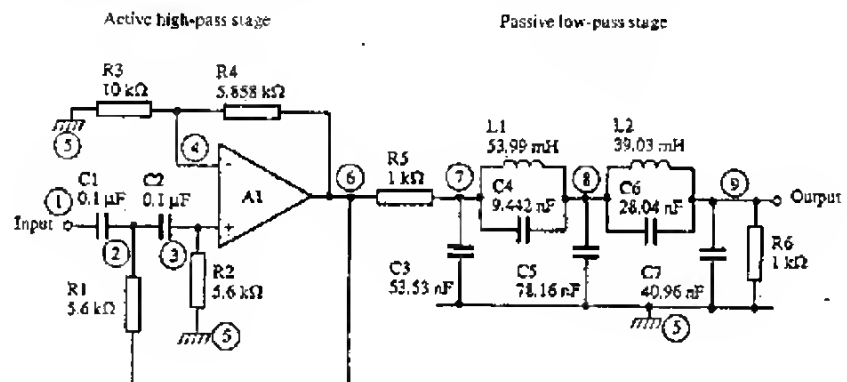 Active high-pass stage
Passive low-pass stage
R3
10 kΩ
R4
5.858 kΩ
5
4
-
C1
0.1 µF
C2
0.1 µF
A1
+
1
Input
2
3
R1
5.6 kΩ
R2
5.6 kΩ
5
6
R5
1 kΩ
7
L1
53.99 mH
C4
9.442 nF
8
L2
39.03 mH
C6
28.04 nF
9
Output
C3
53.53 nF
C5
78.16 nF
C7
40.96 nF
R6
1 kΩ
5